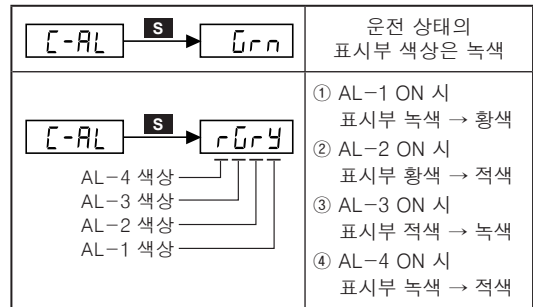 C-AL S Grn
운전 상태의
표시부 색상은 녹색
C-AL S rGrY
AL-4 색상
AL-3 색상
AL-2 색상
AL-1 색상
① AL-1 ON 시
표시부 녹색 → 황색
② AL-2 ON 시
표시부 황색 → 적색
③ AL-3 ON 시
표시부 적색 → 녹색
④ AL-4 ON 시
표시부 녹색 → 적색